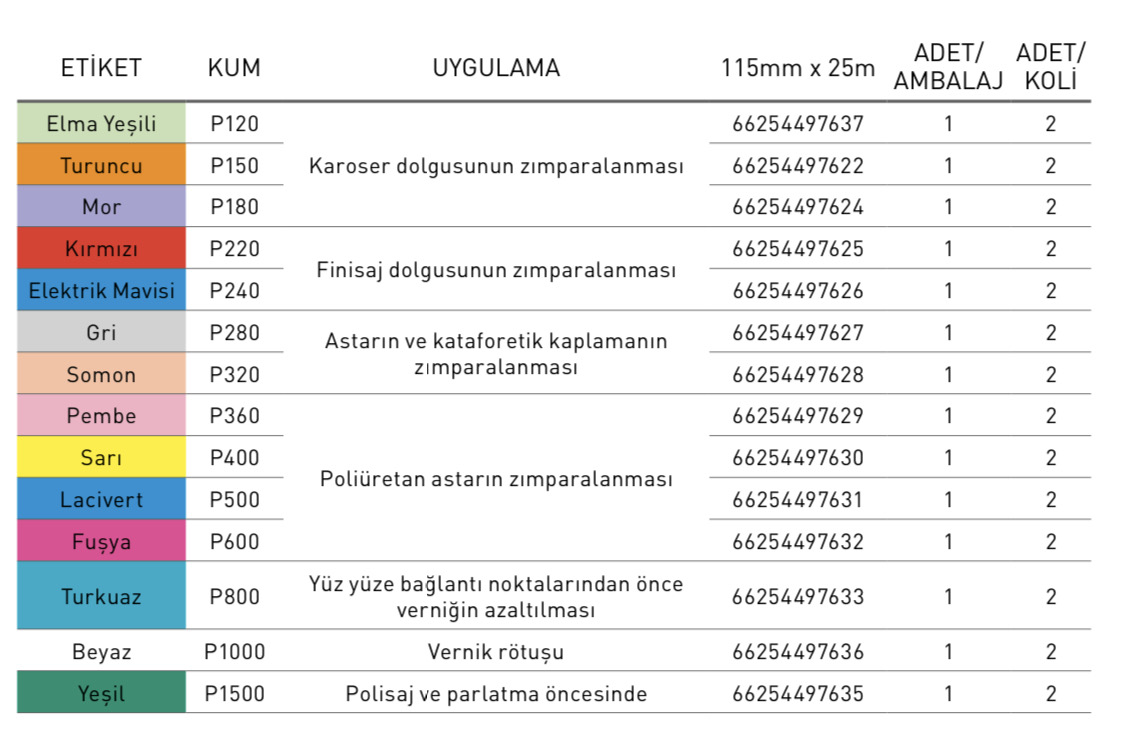 ETİKET KUM UYGULAMA 115mm x 25m ADET/ AMBALAJ ADET/ KOLİ
Elma Yeşili P120 Karoser dolgusunun zımparalanması 66254497637 1 2
Turuncu P150 66254497622 1 2
Mor P180 66254497624 1 2
Kırmızı P220 Finisaj dolgusunun zımparalanması 66254497625 1 2
Elektrik Mavisi P240 66254497626 1 2
Gri P280 Astarın ve kataforetik kaplamanın zımparalanması 66254497627 1 2
Somon P320 66254497628 1 2
Pembe P360 Poliüretan astarın zımparalanması 66254497629 1 2
Sarı P400 66254497630 1 2
Lacivert P500 66254497631 1 2
Fuşya P600 66254497632 1 2
Turkuaz P800 Yüz yüze bağlantı noktalarından önce verniğin azaltılması 66254497633 1 2
Beyaz P1000 Vernik rötuşu 66254497636 1 2
Yeşil P1500 Polisaj ve parlatma öncesinde 66254497635 1 2